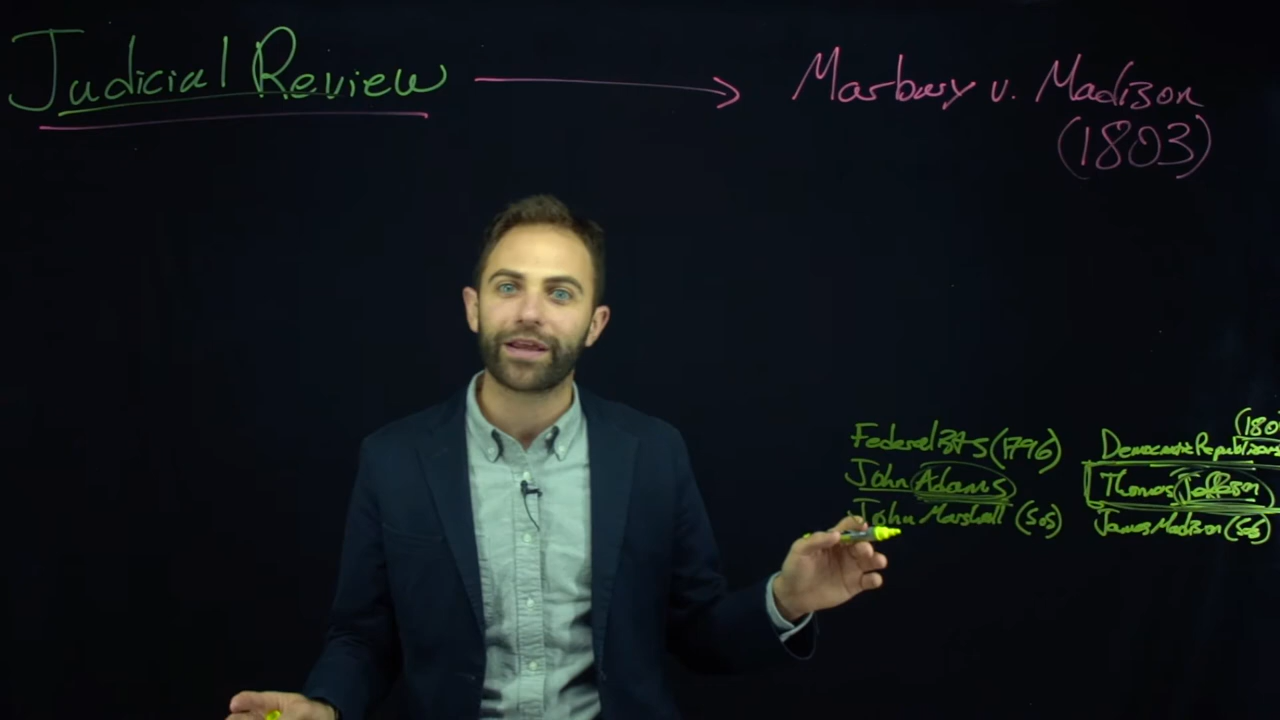 Judicial Review
Marbury v. Madison
(1803)
Federalists (1796)
John Adams
John Marshall (SoS)
(180
Democratic Republicans
Thomas Jefferson
James Madison (SoS)